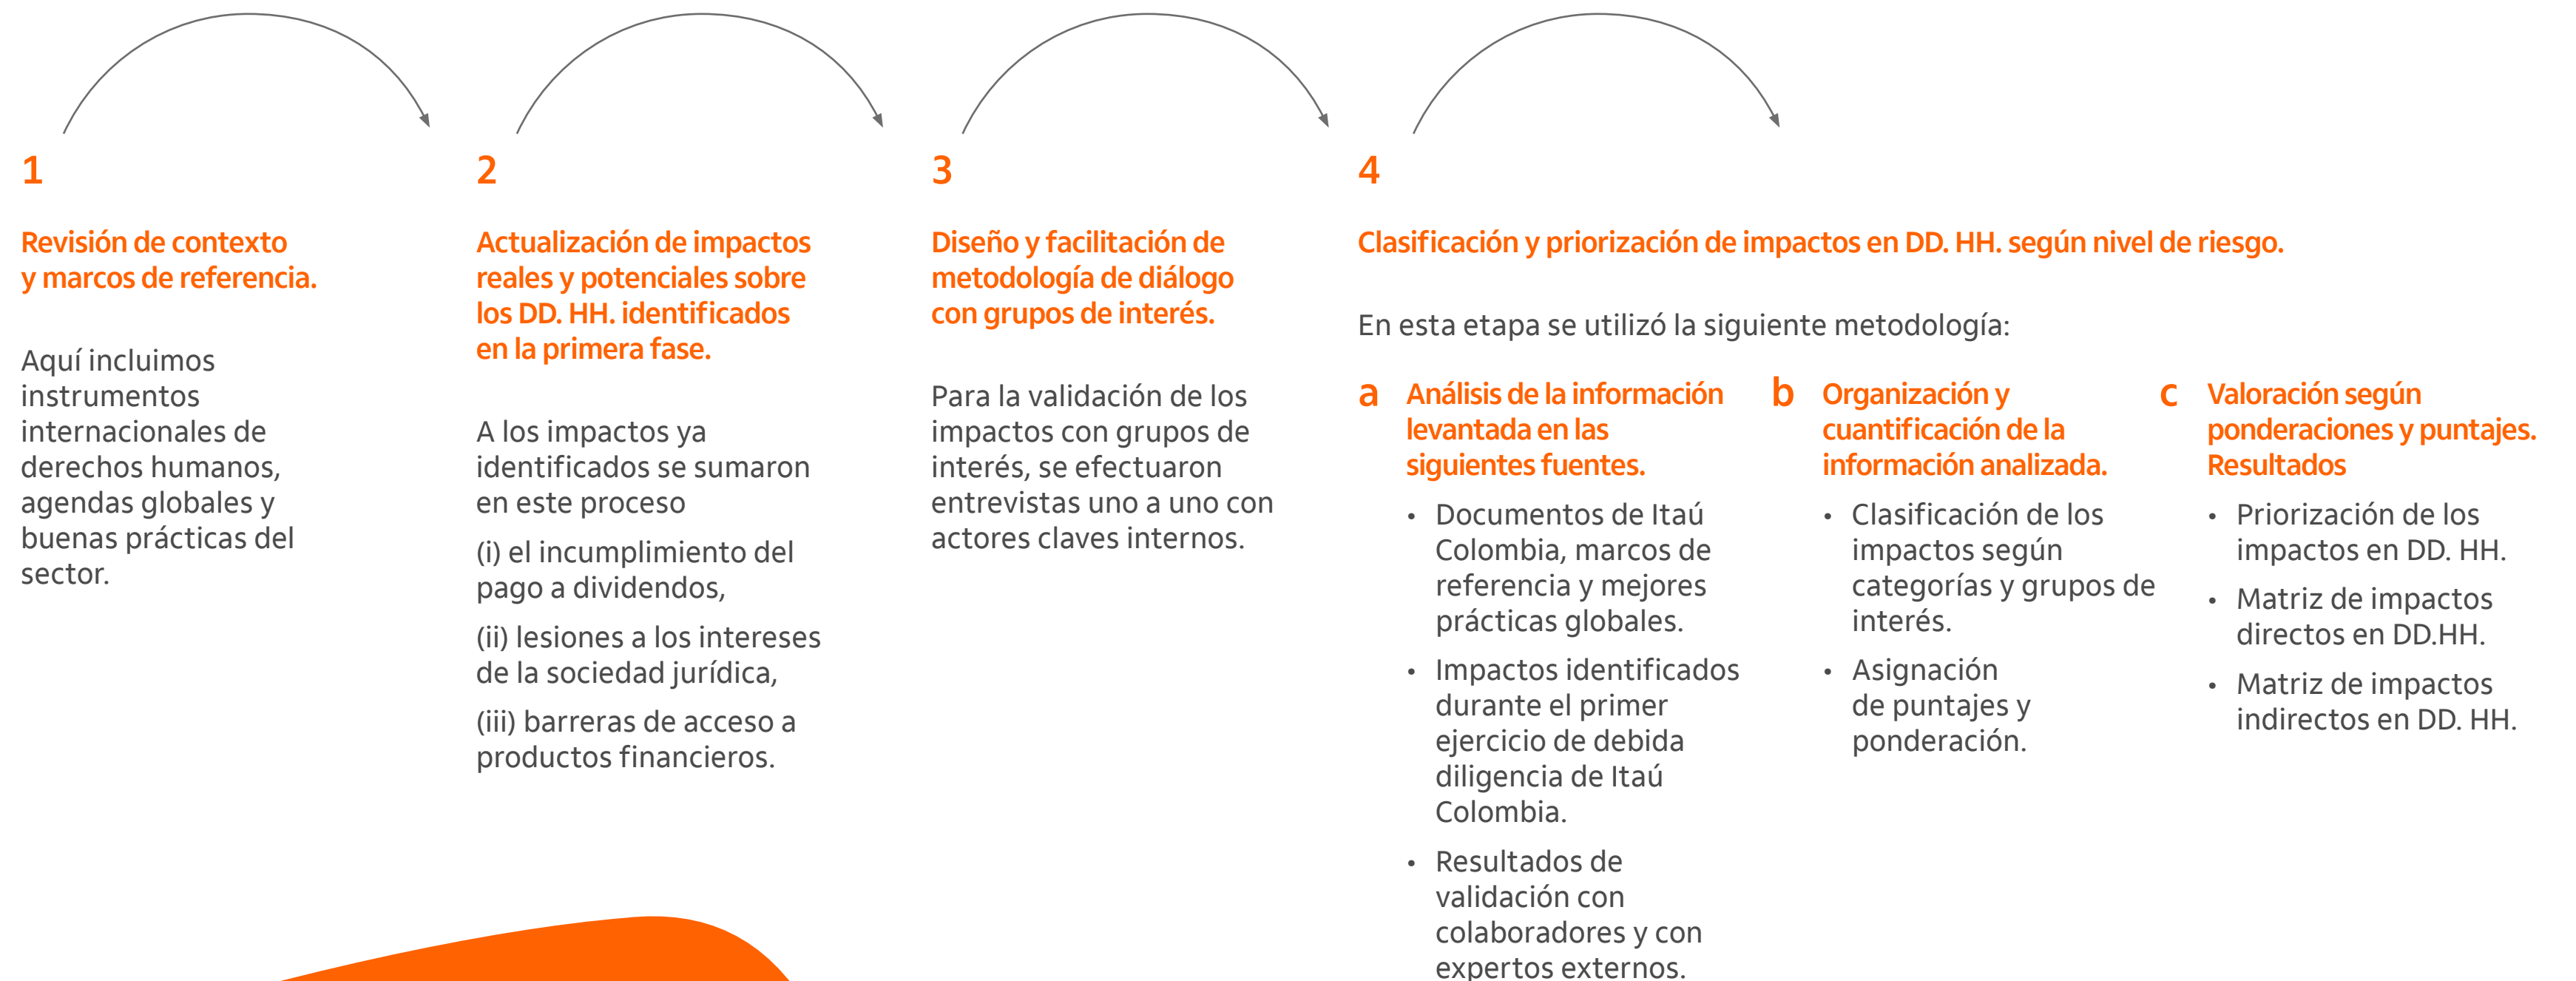 1
Revisión de contexto
y marcos de referencia.
Aquí incluimos
instrumentos
internacionales de
derechos humanos,
agendas globales y
buenas prácticas del
sector.
2
Actualización de impactos
reales y potenciales sobre
los DD. HH. identificados
en la primera fase.
A los impactos ya
identificados se sumaron
en este proceso
(i) el incumplimiento del
pago a dividendos,
(ii) lesiones a los intereses
de la sociedad jurídica,
(iii) barreras de acceso a
productos financieros.
3
Diseño y facilitación de
metodología de diálogo
con grupos de interés.
Para la validación de los
impactos con grupos de
interés, se efectuaron
entrevistas uno a uno con
actores claves internos.
4
Clasificación y priorización de impactos en DD. HH. según nivel de riesgo.
En esta etapa se utilizó la siguiente metodología:
a Análisis de la información
levantada en las
siguientes fuentes.
• Documentos de Itaú
Colombia, marcos de
referencia y mejores
prácticas globales.
• Impactos identificados
durante el primer
ejercicio de debida
diligencia de Itaú
Colombia.
• Resultados de
validación con
colaboradores y con
expertos externos.
b Organización y
cuantificación de la
información analizada.
• Clasificación de los
impactos según
categorías y grupos de
interés.
• Asignación
de puntajes y
ponderación.
c Valoración según
ponderaciones y puntajes.
Resultados
• Priorización de los
impactos en DD. HH.
• Matriz de impactos
directos en DD.HH.
• Matriz de impactos
indirectos en DD. HH.